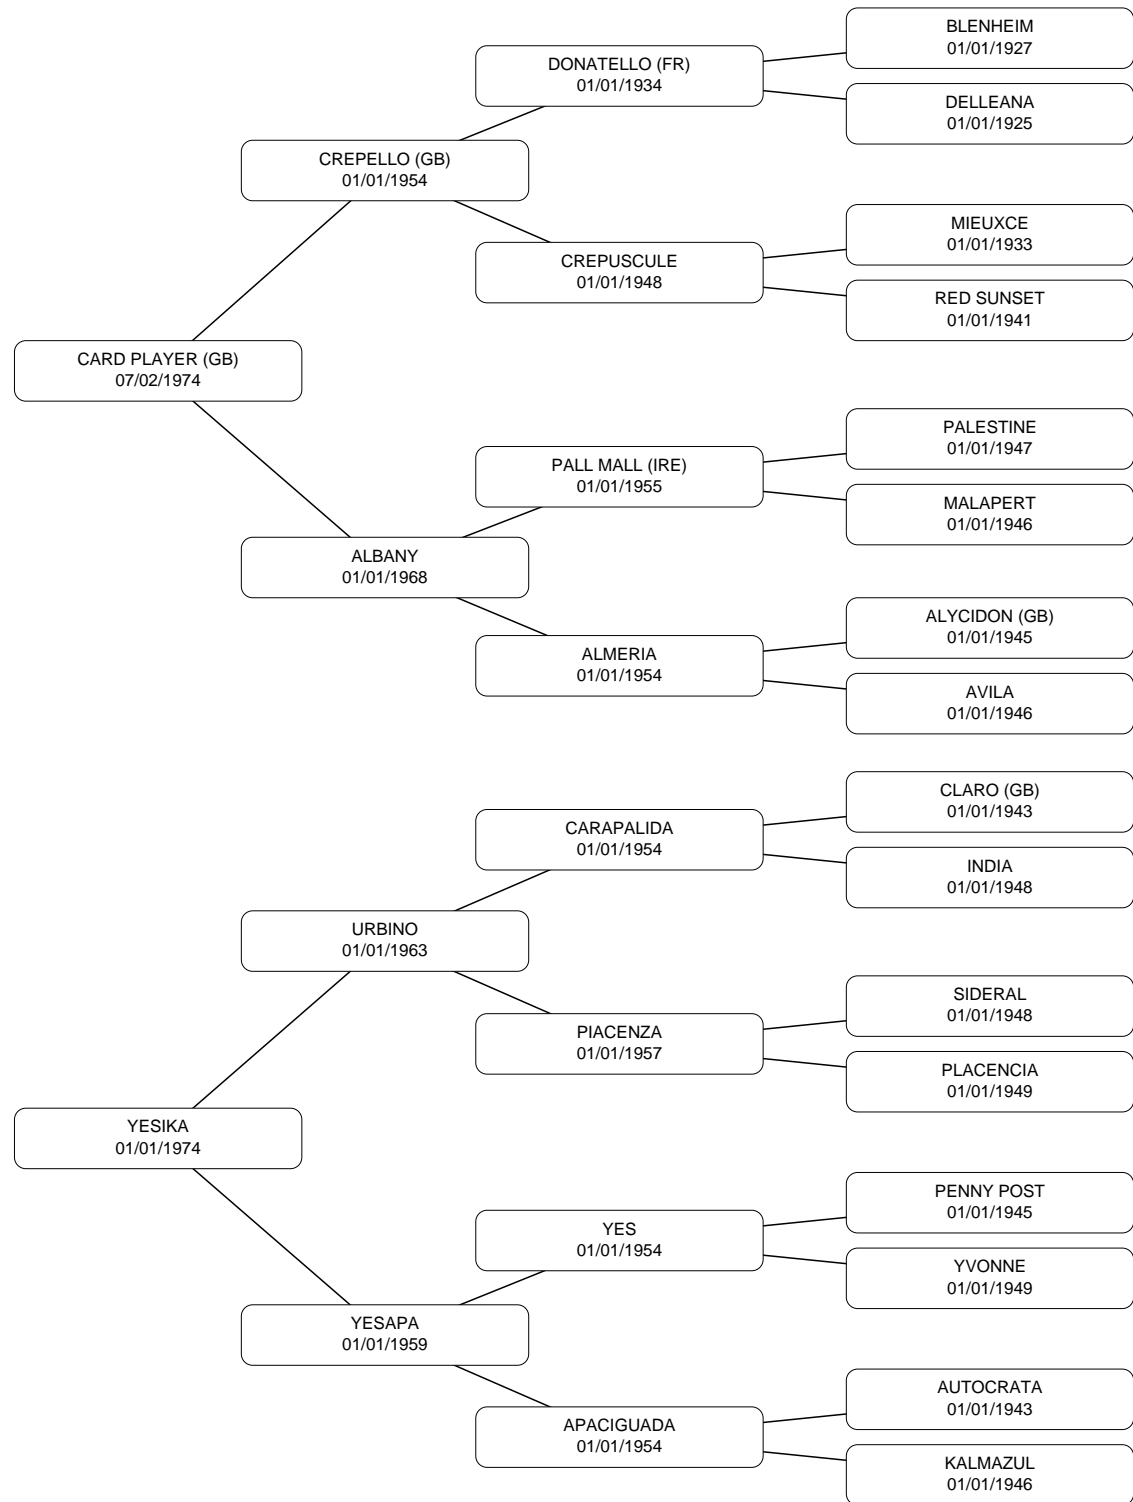 BLENHEIM
01/01/1927
DONATELLO (FR)
01/01/1934
DELLEANA
01/01/1925
CREPELLO (GB)
01/01/1954
MIEUXCE
01/01/1933
CREPUSCULE
01/01/1948
RED SUNSET
01/01/1941
CARD PLAYER (GB)
07/02/1974
PALESTINE
01/01/1947
PALL MALL (IRE)
01/01/1955
MALAPERT
01/01/1946
ALBANY
01/01/1968
ALYCIDON (GB)
01/01/1945
ALMERIA
01/01/1954
AVILA
01/01/1946
CLARO (GB)
01/01/1943
CARAPALIDA
01/01/1954
INDIA
01/01/1948
URBINO
01/01/1963
SIDERAL
01/01/1948
PIACENZA
01/01/1957
PLACENCIA
01/01/1949
YESIKA
01/01/1974
PENNY POST
01/01/1945
YES
01/01/1954
YVONNE
01/01/1949
YESAPA
01/01/1959
AUTOCRATA
01/01/1943
APACIGUADA
01/01/1954
KALMAZUL
01/01/1946